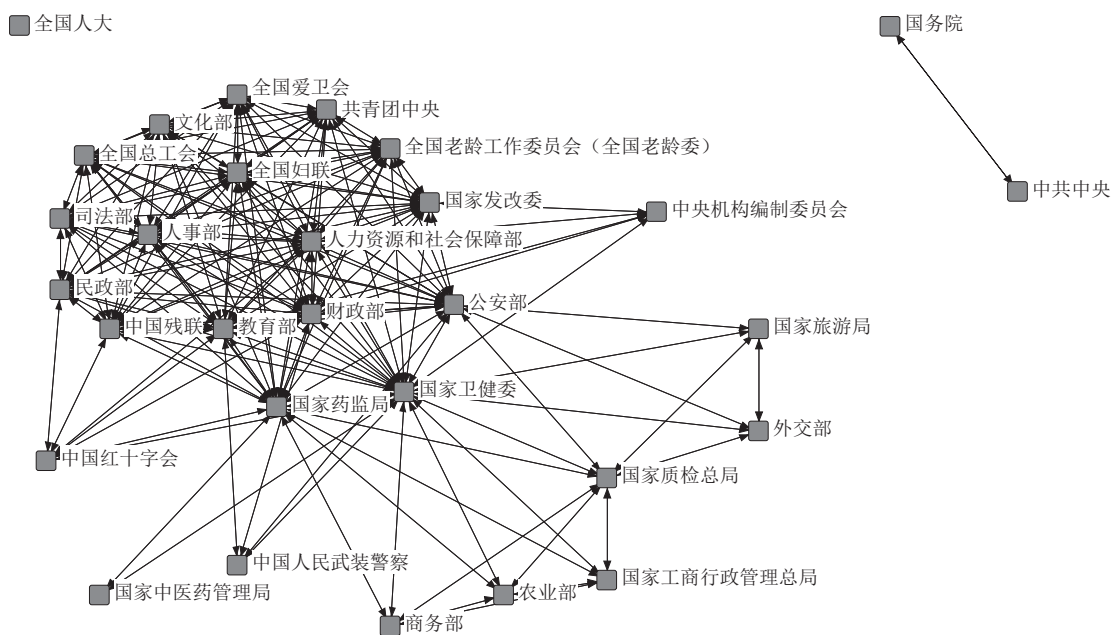 全国人大
国务院
全国爱卫会
共青团中央
文化部
全国总工会
全国老龄工作委员会（全国老龄委）
全国妇联
中共中央
国家发改委
中央机构编制委员会
司法部
人事部
人力资源和社会保障部
民政部
公安部
财政部
中国残联
教育部
国家旅游局
国家卫健委
国家药监局
外交部
中国红十字会
国家质检总局
中国人民武装警察
国家工商行政管理总局
国家中医药管理局
农业部
商务部